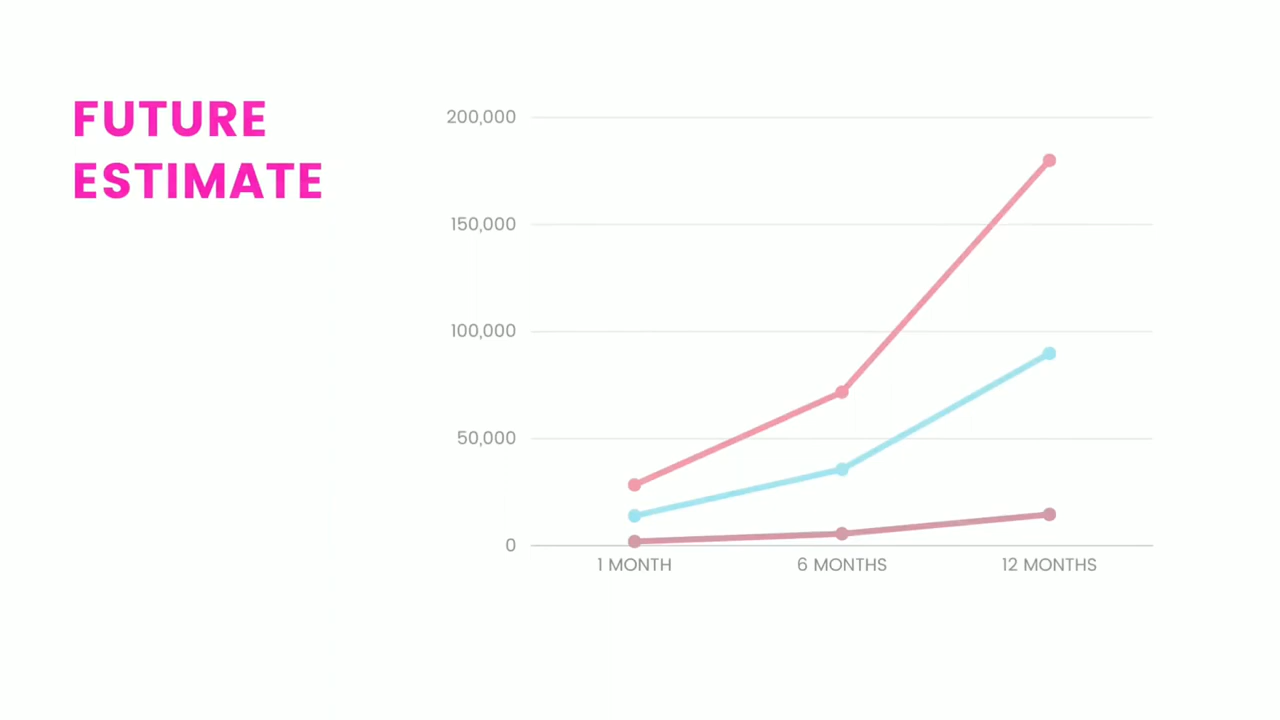 FUTURE
ESTIMATE
200,000
150,000
100,000
50,000
0
1 MONTH
6 MONTHS
12 MONTHS